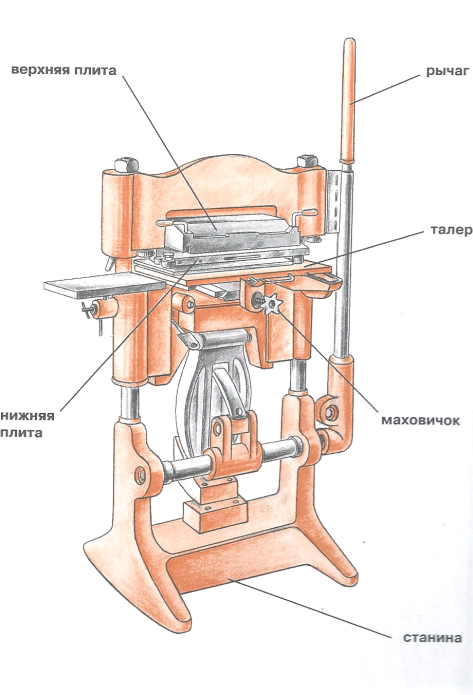 верхняя плита
рычаг
талер
нижняя
плита
маховичок
станина